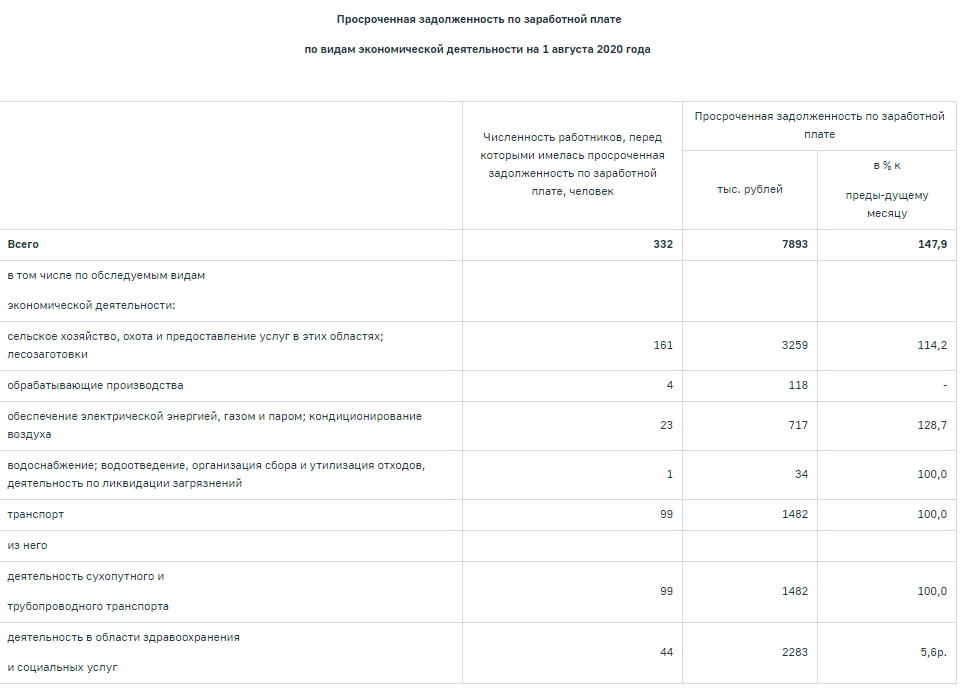 Просроченная задолженность по заработной плате
по видам экономической деятельности на 1 августа 2020 года
Численность работников, перед
которыми имелась просроченная
задолженность по заработной
плате, человек
Просроченная задолженность по заработной
плате
тыс. рублей
в % к
преды-дущему
месяцу
Всего 332 7893 147,9
в том числе по обследуемым видам
экономической деятельности:
сельское хозяйство, охота и предоставление услуг в этих областях;
лесозаготовки
161 3259 114,2
обрабатывающие производства 4 118 -
обеспечение электрической энергией, газом и паром; кондиционирование
воздуха
23 717 128,7
водоснабжение; водоотведение, организация сбора и утилизация отходов,
деятельность по ликвидации загрязнений
1 34 100,0
транспорт 99 1482 100,0
из него
деятельность сухопутного и
трубопроводного транспорта
99 1482 100,0
деятельность в области здравоохранения
и социальных услуг
44 2283 5,6р.